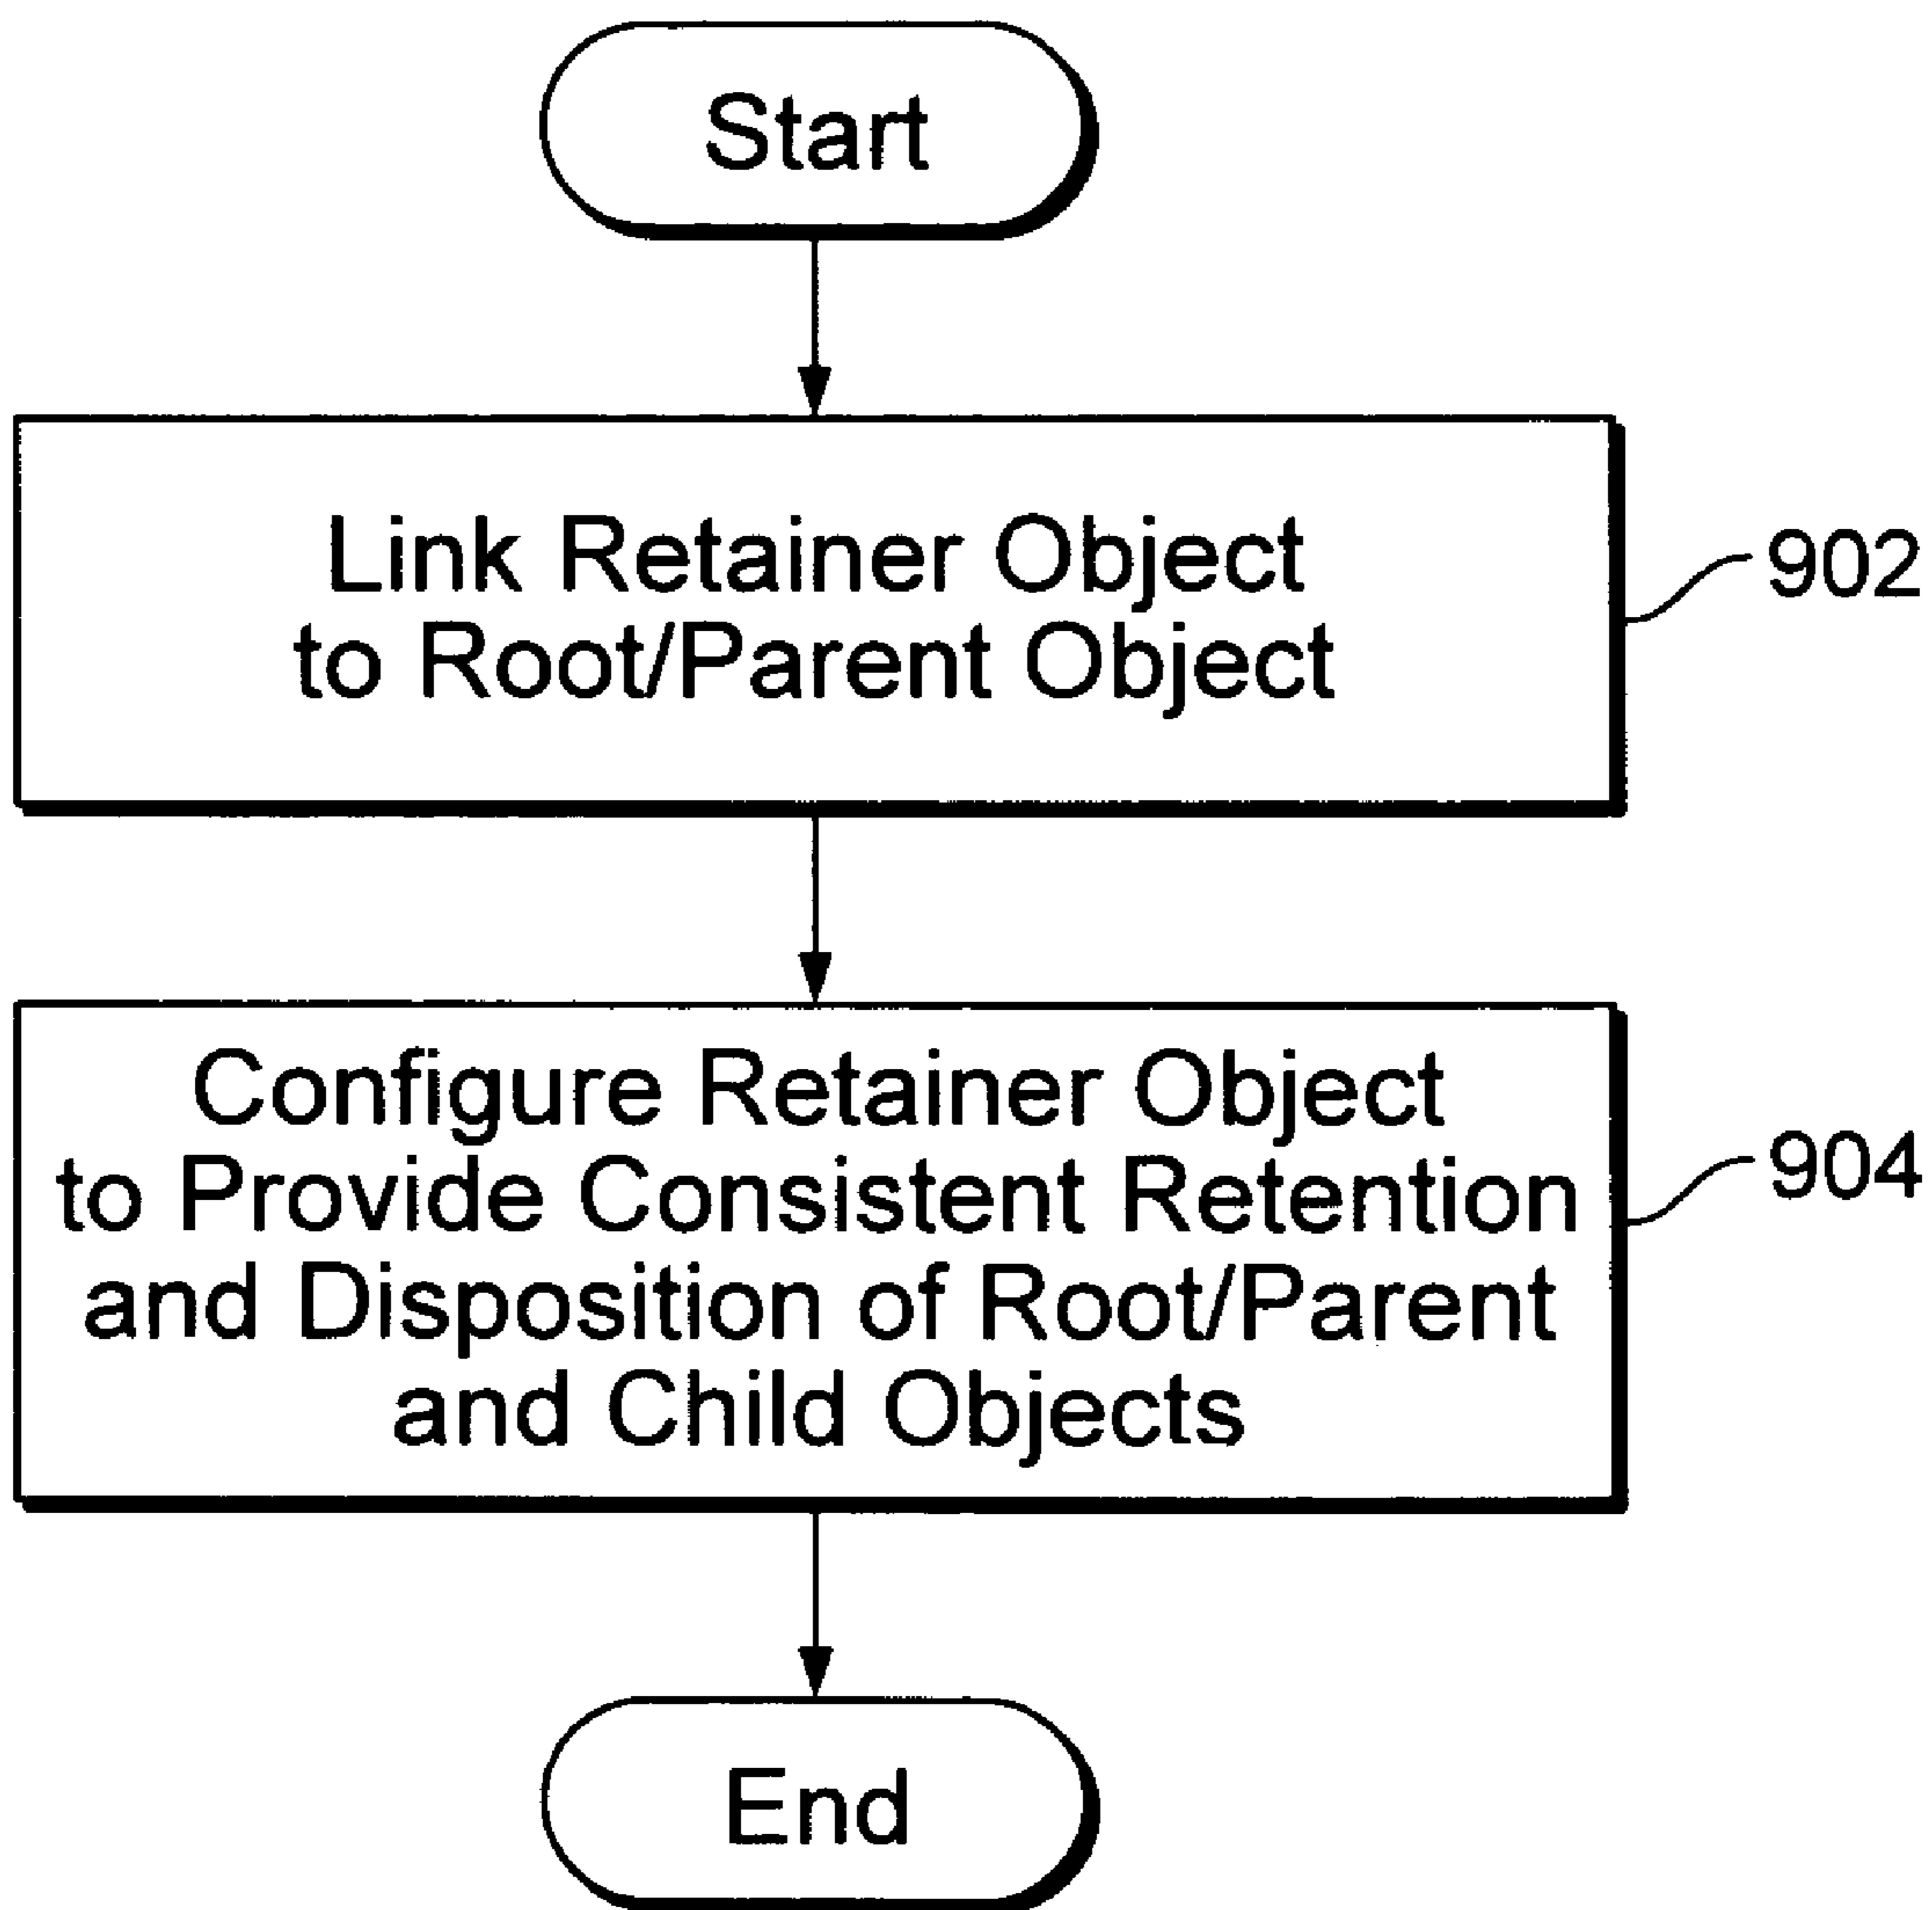 Start
Link Retainer Object
to Root/Parent Object
902
Configure Retainer Object
to Provide Consistent Retention
and Disposition of Root/Parent
and Child Objects
904
End